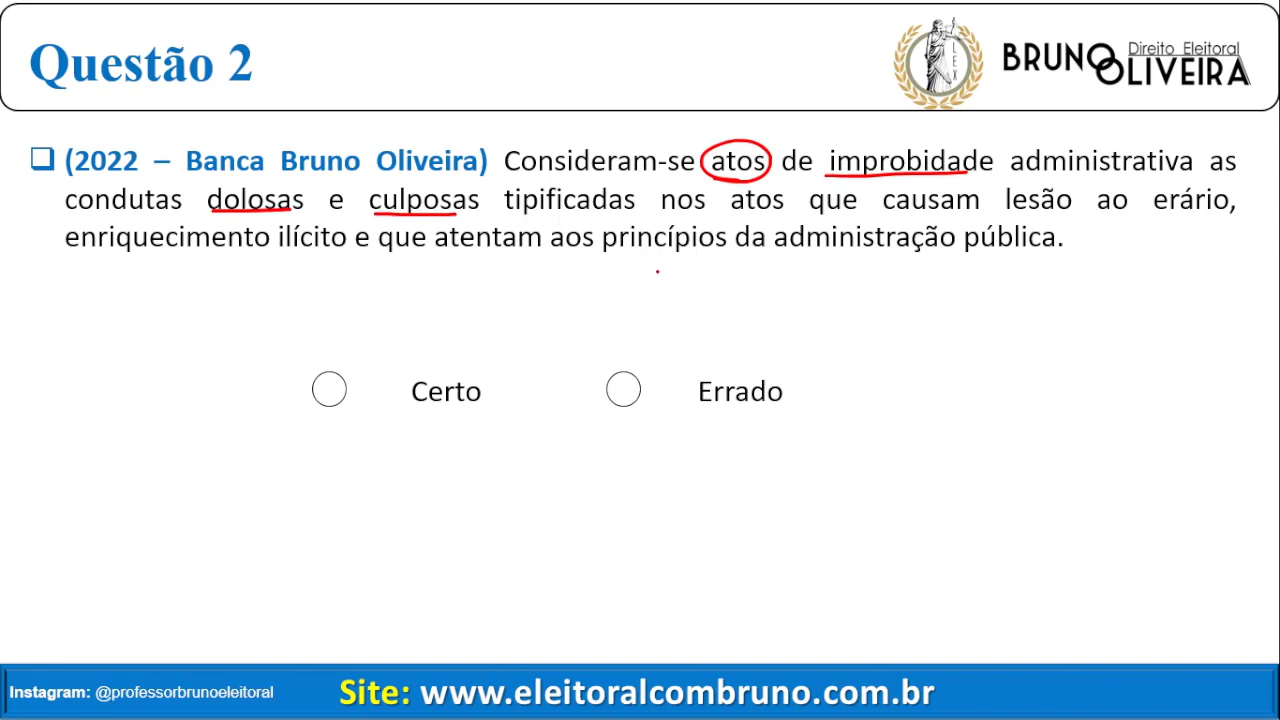 Questão 2
LEX
BRUNO
Direito Eleitoral
OLIVEIRA
(2022 – Banca Bruno Oliveira) Consideram-se atos de improbidade administrativa as
condutas dolosas e culposas tipificadas nos atos que causam lesão ao erário,
enriquecimento ilícito e que atentam aos princípios da administração pública.
Certo Errado
Instagram: @professorbrunoeleitoral
Site: www.eleitoralcombruno.com.br